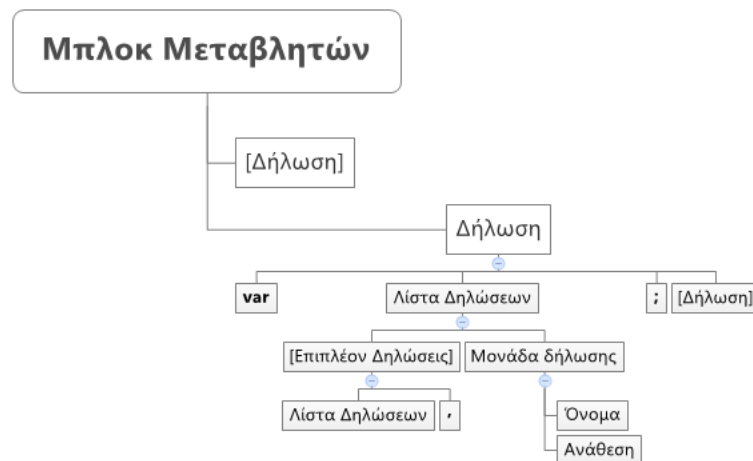 Μπλοκ Μεταβλητών
[Δήλωση]
Δήλωση
var
Λίστα Δηλώσεων
;
[Δήλωση]
[Επιπλέον Δηλώσεις]
Μονάδα δήλωσης
Λίστα Δηλώσεων
,
Όνομα
Ανάθεση